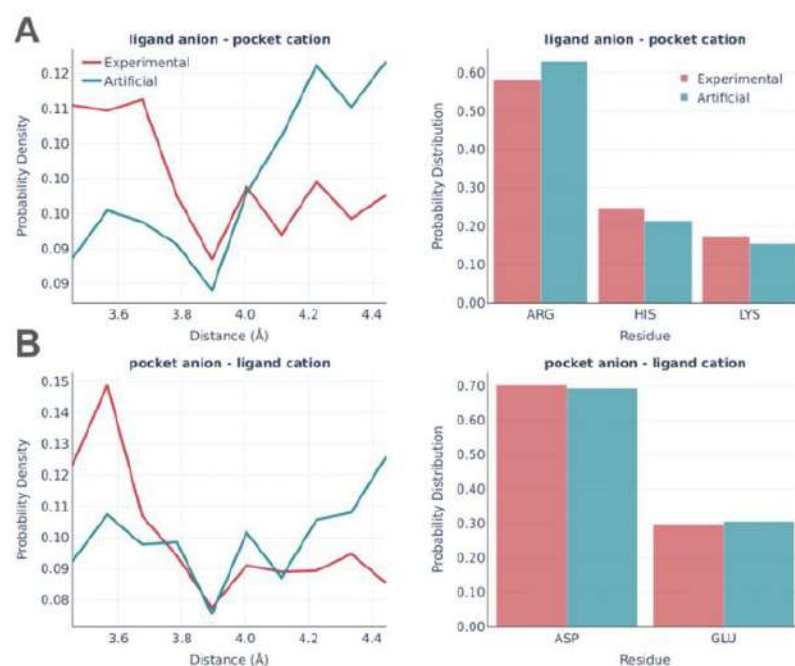 A
ligand anion - pocket cation
Experimental
Artificial
0.12
0.11
0.10
0.10
0.10
0.09
0.09
Probability Density
3.6
3.8
4.0
4.2
4.4
Distance (Å)
ligand anion - pocket cation
Experimental
Artificial
0.60
0.50
0.40
0.30
0.20
0.10
0.00
Probability Distribution
ARG
HIS
LYS
Residue
B
pocket anion - ligand cation
0.15
0.14
0.13
0.12
0.11
0.10
0.09
0.08
Probability Density
3.6
3.8
4.0
4.2
4.4
Distance (Å)
pocket anion - ligand cation
0.70
0.60
0.50
0.40
0.30
0.20
0.10
0.00
Probability Distribution
ASP
GLU
Residue